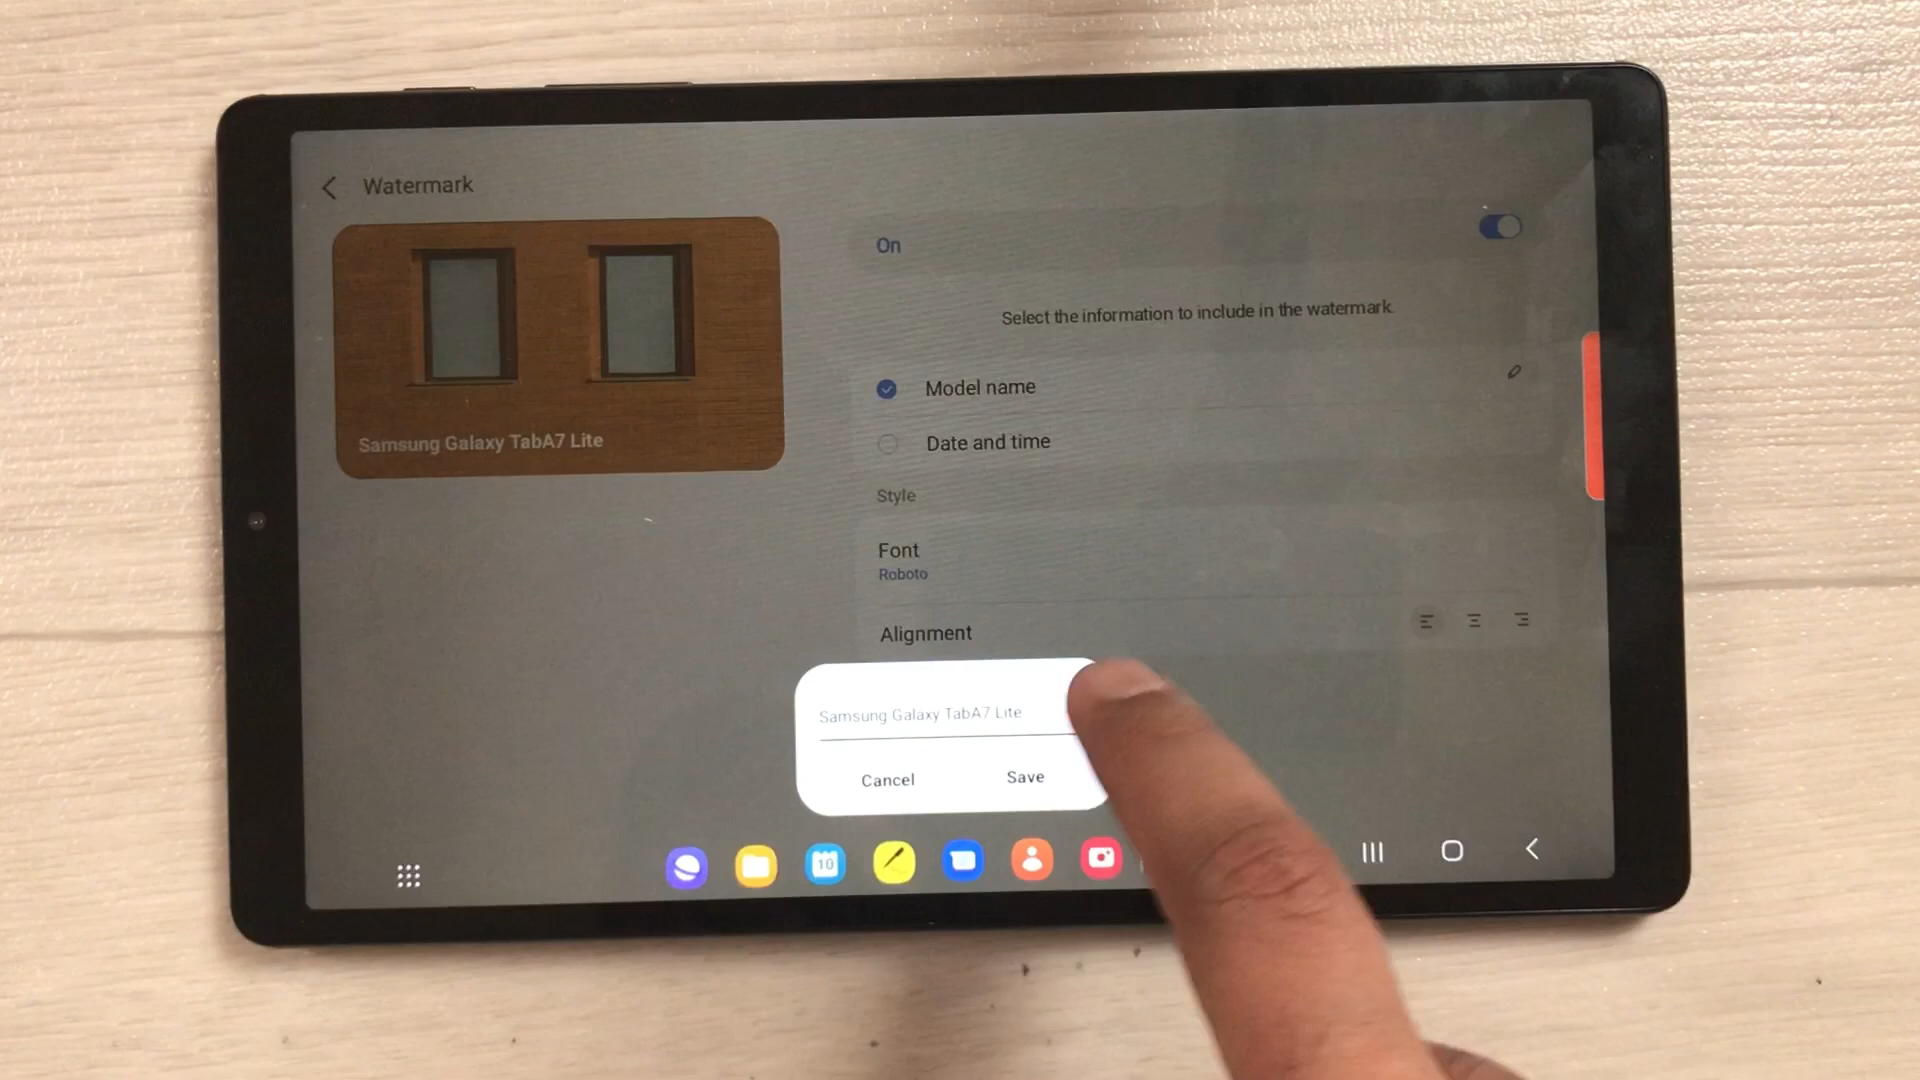 Watermark
Samsung Galaxy TabA7 Lite
On
Select the information to include in the watermark.
Model name
Date and time
Style
Font
Roboto
Alignment
Samsung Galaxy TabA7 Lite
Cancel
Save
10